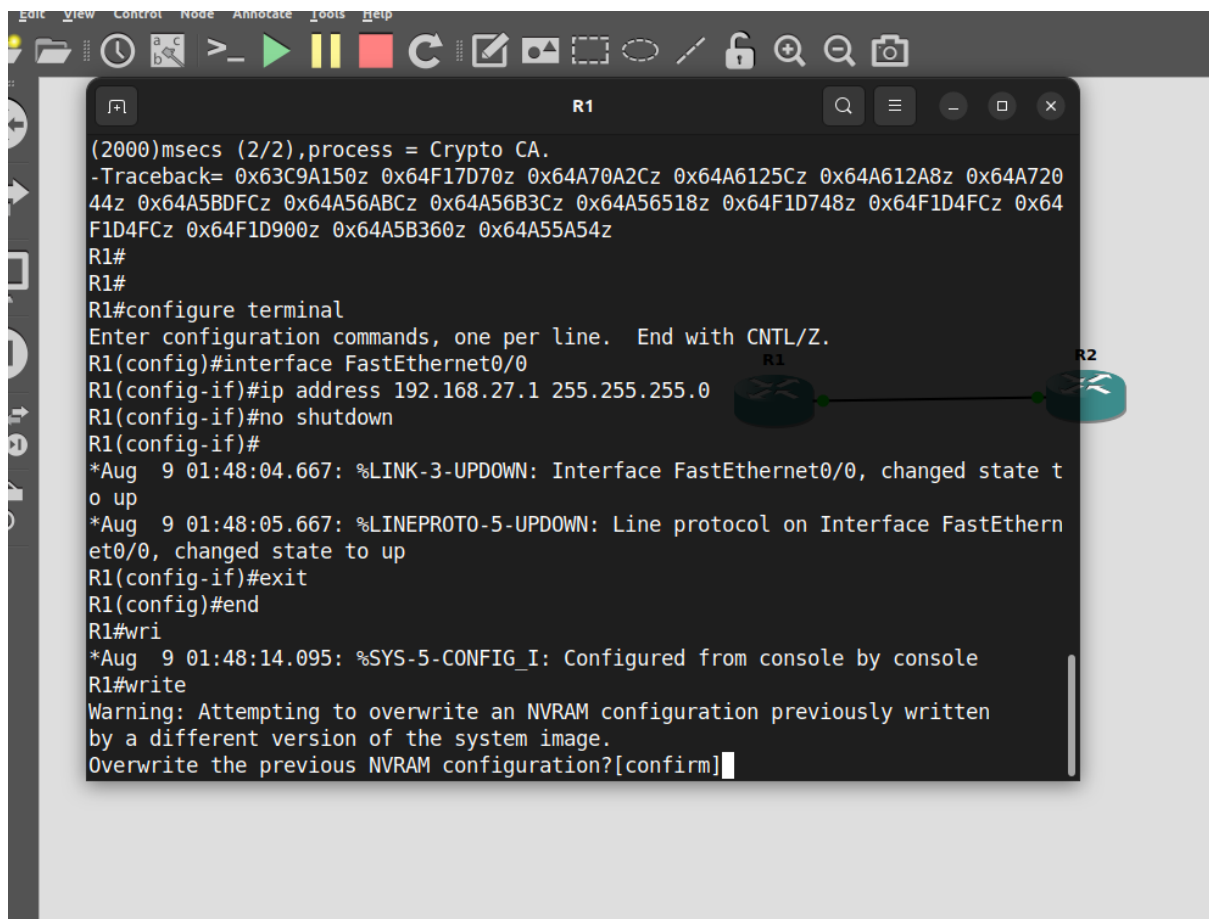 Edit View Control Node Annotate Tools Help
R1
(2000)msecs (2/2),process = Crypto CA.
-Traceback= 0x63C9A150z 0x64F17D70z 0x64A70A2Cz 0x64A6125Cz 0x64A612A8z 0x64A720
44z 0x64A5BDFCz 0x64A56ABCz 0x64A56B3Cz 0x64A56518z 0x64F1D748z 0x64F1D4FCz 0x64
F1D4FCz 0x64F1D900z 0x64A5B360z 0x64A55A54z
R1#
R1#
R1#configure terminal
Enter configuration commands, one per line.  End with CNTL/Z.
R1(config)#interface FastEthernet0/0
R1
R2
R1(config-if)#ip address 192.168.27.1 255.255.255.0
R1(config-if)#no shutdown
R1(config-if)#
*Aug  9 01:48:04.667: %LINK-3-UPDOWN: Interface FastEthernet0/0, changed state t
o up
*Aug  9 01:48:05.667: %LINEPROTO-5-UPDOWN: Line protocol on Interface FastEthern
et0/0, changed state to up
R1(config-if)#exit
R1(config)#end
R1#wri
*Aug  9 01:48:14.095: %SYS-5-CONFIG_I: Configured from console by console
R1#write
Warning: Attempting to overwrite an NVRAM configuration previously written
by a different version of the system image.
Overwrite the previous NVRAM configuration?[confirm]